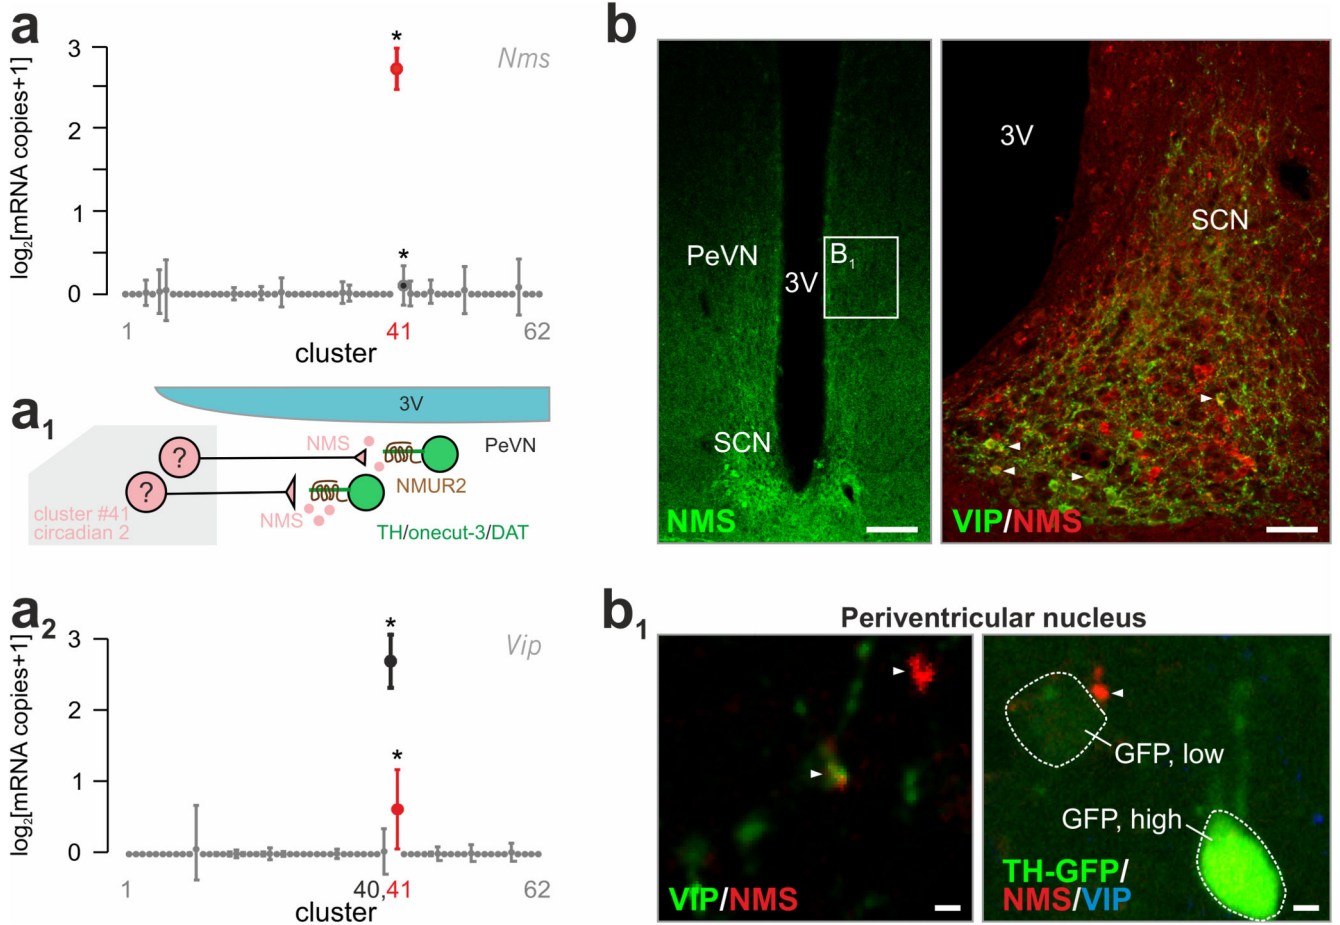 a
Nms
log₂[mRNA copies+1]
3
2
1
0
*
*
1
41
62
cluster
a₁
3V
NMS
PeVN
?
?
NMUR2
NMS
cluster #41
circadian 2
TH/onecut-3/DAT
a₂
Vip
log₂[mRNA copies+1]
3
2
1
0
*
*
1
40,41
62
cluster
b
PeVN
3V
B₁
SCN
NMS
3V
SCN
VIP/NMS
b₁
Periventricular nucleus
VIP/NMS
GFP, low
GFP, high
TH-GFP/
NMS/VIP